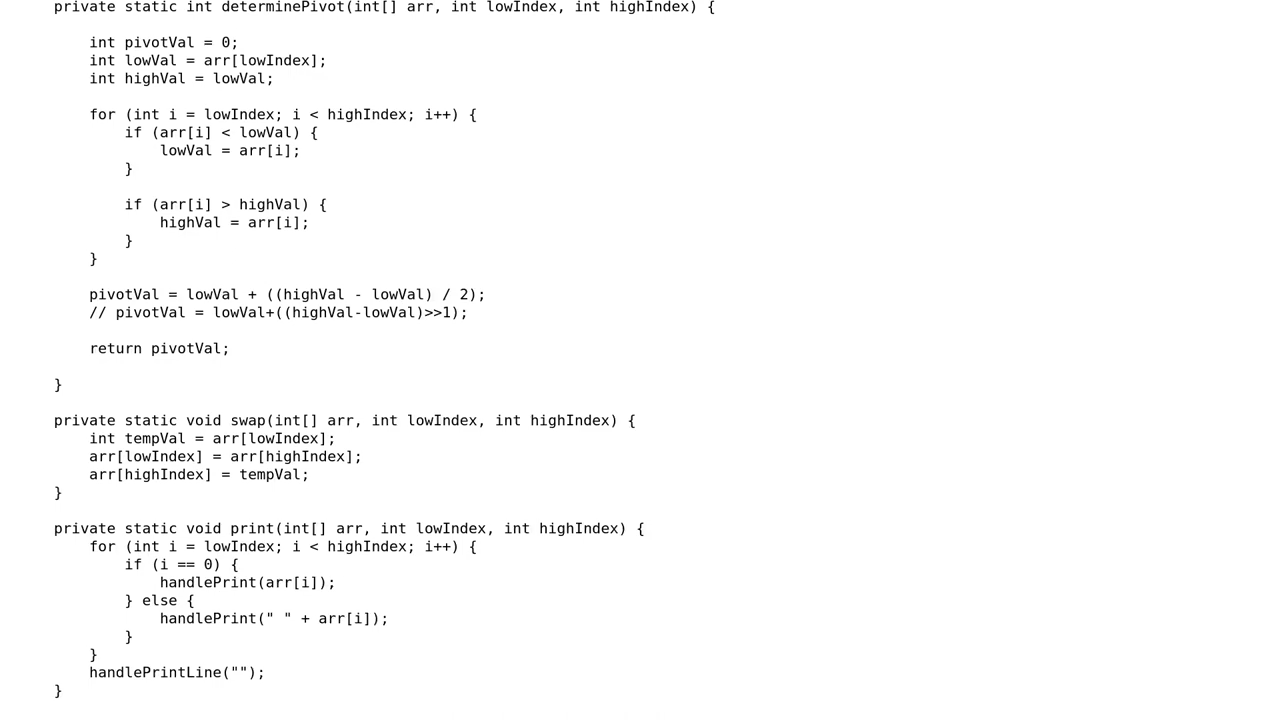 private static int determinePivot(int[] arr, int lowIndex, int highIndex) {
int pivotVal = 0;
int lowVal = arr[lowIndex];
int highVal = lowVal;
for (int i = lowIndex; i < highIndex; i++) {
if (arr[i] < lowVal) {
lowVal = arr[i];
}
if (arr[i] > highVal) {
highVal = arr[i];
}
}
pivotVal = lowVal + ((highVal - lowVal) / 2);
// pivotVal = lowVal+((highVal-lowVal)>>1);
return pivotVal;
}
private static void swap(int[] arr, int lowIndex, int highIndex) {
int tempVal = arr[lowIndex];
arr[lowIndex] = arr[highIndex];
arr[highIndex] = tempVal;
}
private static void print(int[] arr, int lowIndex, int highIndex) {
for (int i = lowIndex; i < highIndex; i++) {
if (i == 0) {
handlePrint(arr[i]);
} else {
handlePrint(" " + arr[i]);
}
}
handlePrintLine("");
}